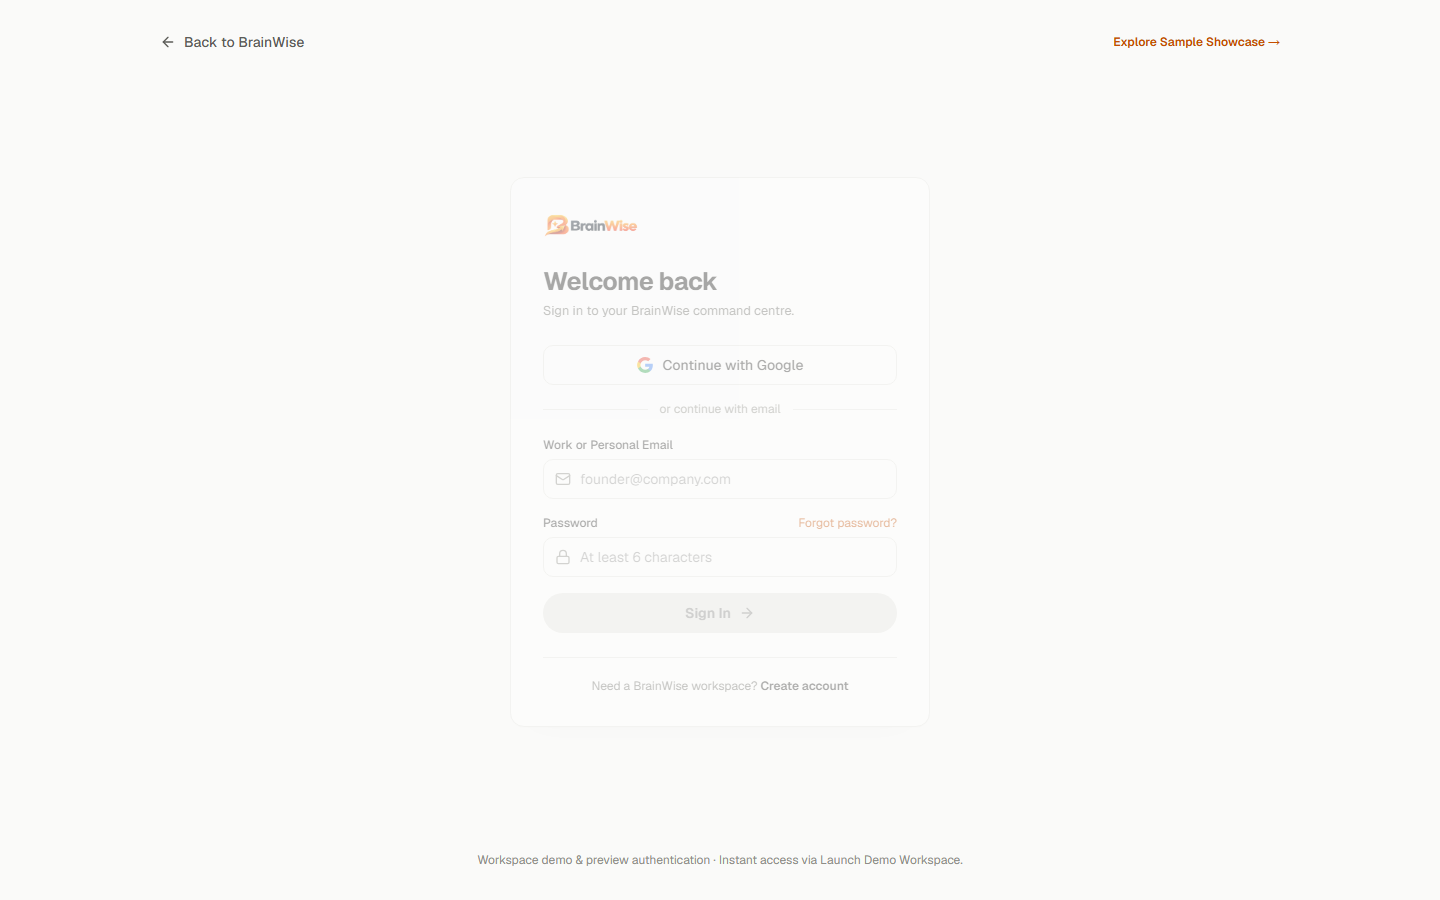 Back to BrainWise
Explore Sample Showcase →
BrainWise
Welcome back
Sign in to your BrainWise command centre.
Continue with Google
or continue with email
Work or Personal Email
founder@company.com
Password
Forgot password?
At least 6 characters
Sign In →
Need a BrainWise workspace? Create account
Workspace demo & preview authentication · Instant access via Launch Demo Workspace.